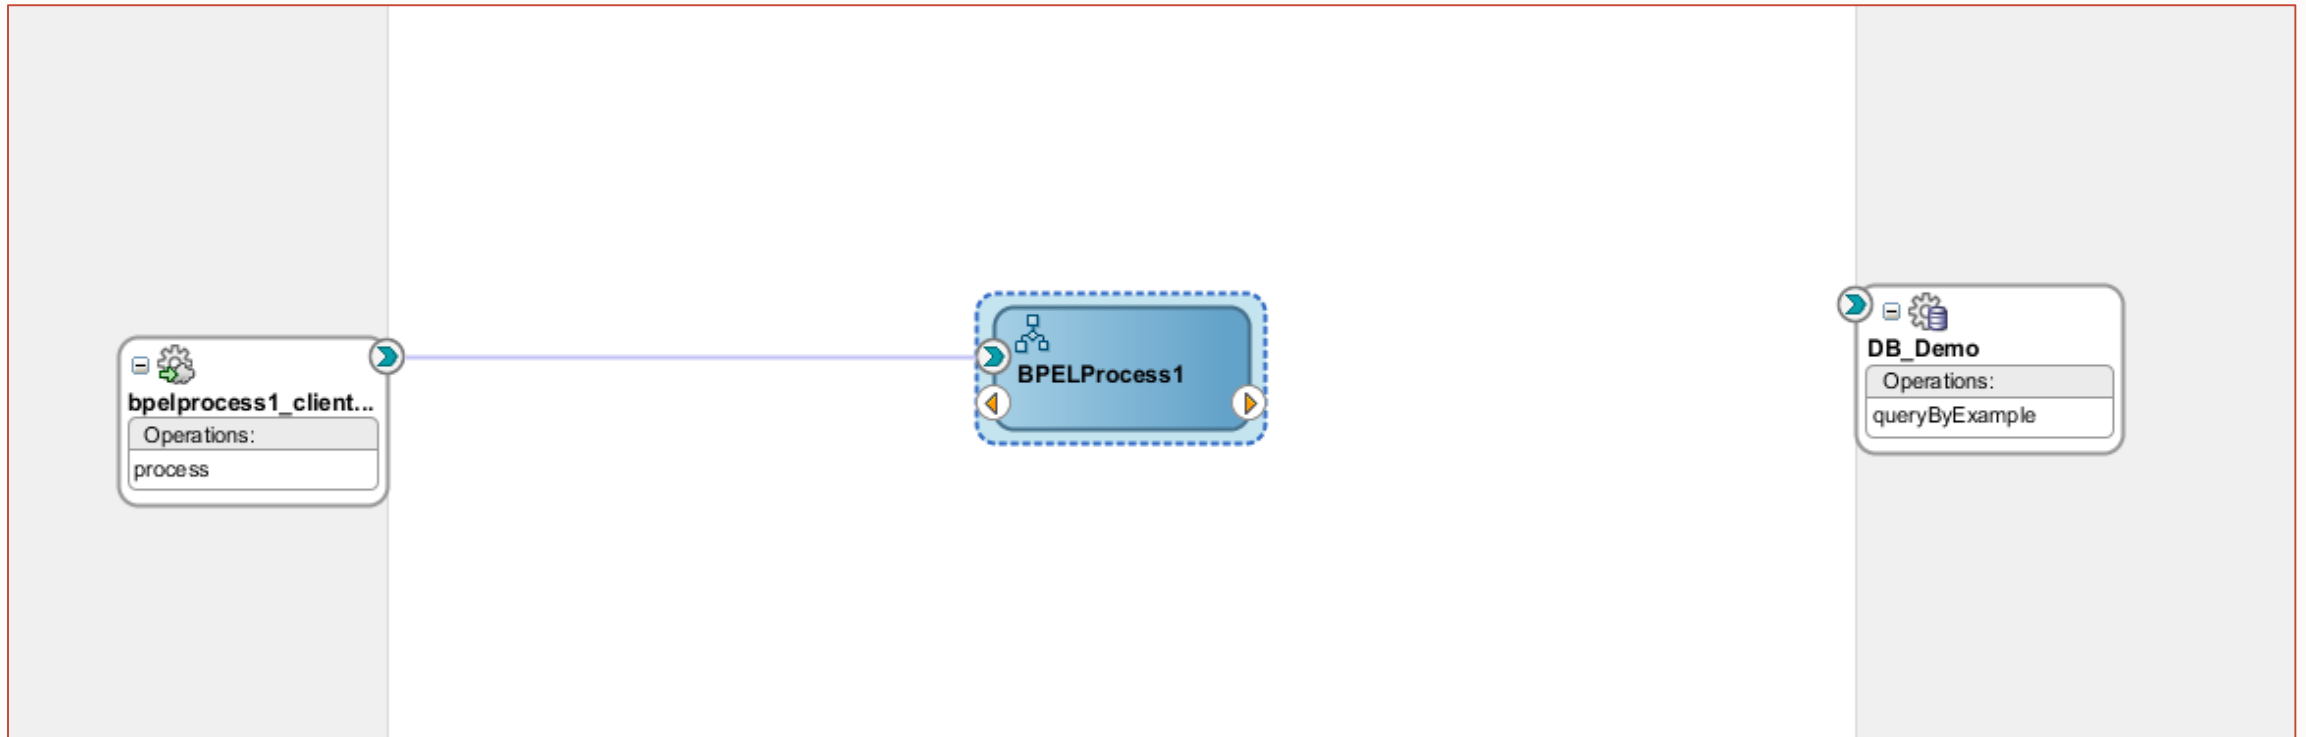 bpelprocess1_client...
Operations:
process
BPELProcess1
DB_Demo
Operations:
queryByExample